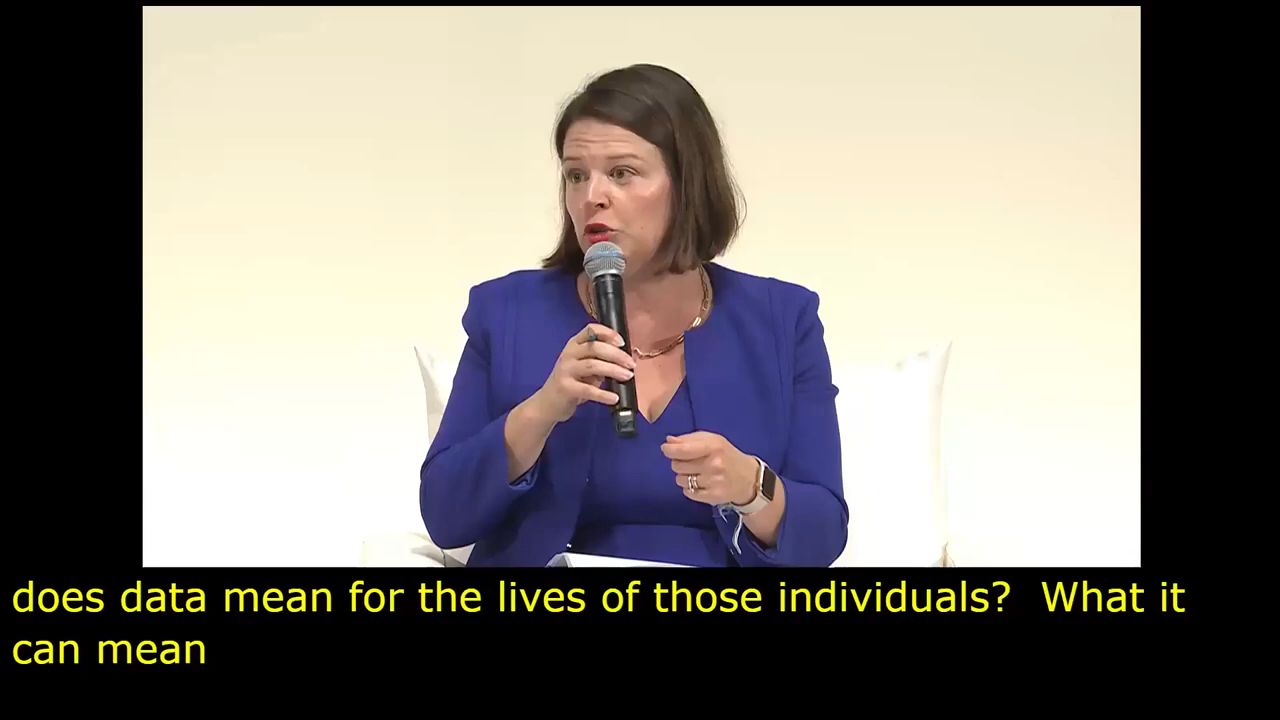 does data mean for the lives of those individuals?  What it
can mean